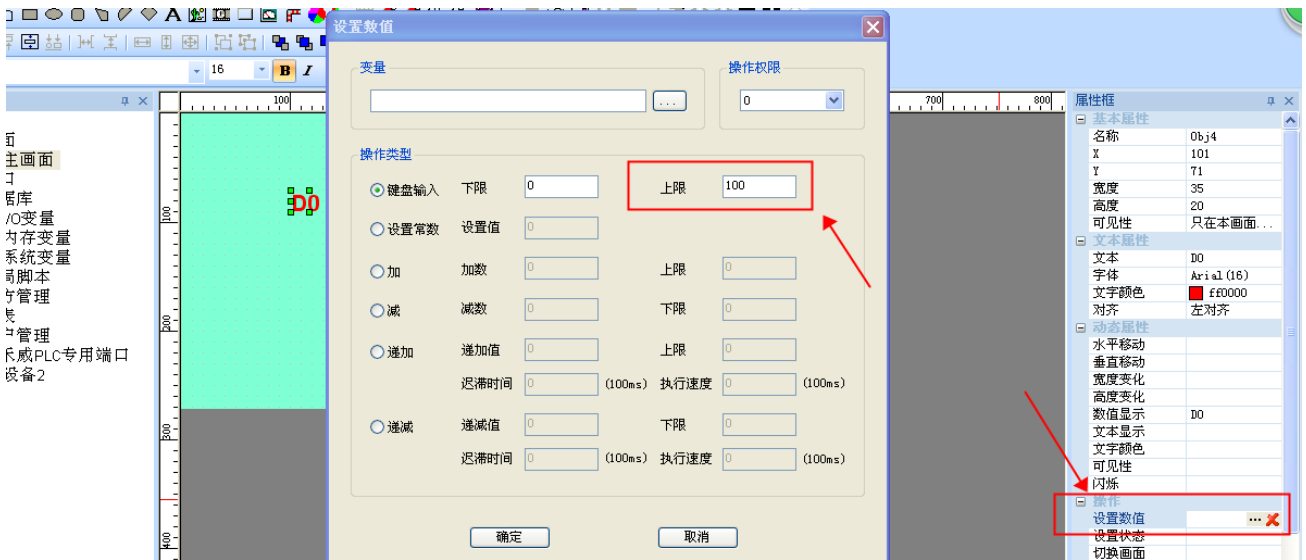 A
设置数值
16 B I
变量 操作权限
... 0
操作类型
键盘输入 下限 0 上限 100
设置常数 设置值 0
加 加数 0 上限 0
减 减数 0 下限 0
递加 递加值 0 上限 0
迟滞时间 0 (100ms) 执行速度 0 (100ms)
递减 递减值 0 下限 0
迟滞时间 0 (100ms) 执行速度 0 (100ms)
确定 取消
100 700 800
100
200
300
400
D0
面
主画面
口
据库
I/O变量
内存变量
系统变量
局脚本
方管理
表
户管理
禾威PLC专用端口
设备2
属性框
基本属性
名称 Obj4
X 101
Y 71
宽度 35
高度 20
可见性 只在本画面...
文本属性
文本 D0
字体 Arial(16)
文字颜色 ff0000
对齐 左对齐
动态属性
水平移动
垂直移动
宽度变化
高度变化
数值显示 D0
文本显示
文字颜色
可见性
闪烁
操作
设置数值 ...
设置状态
切换画面